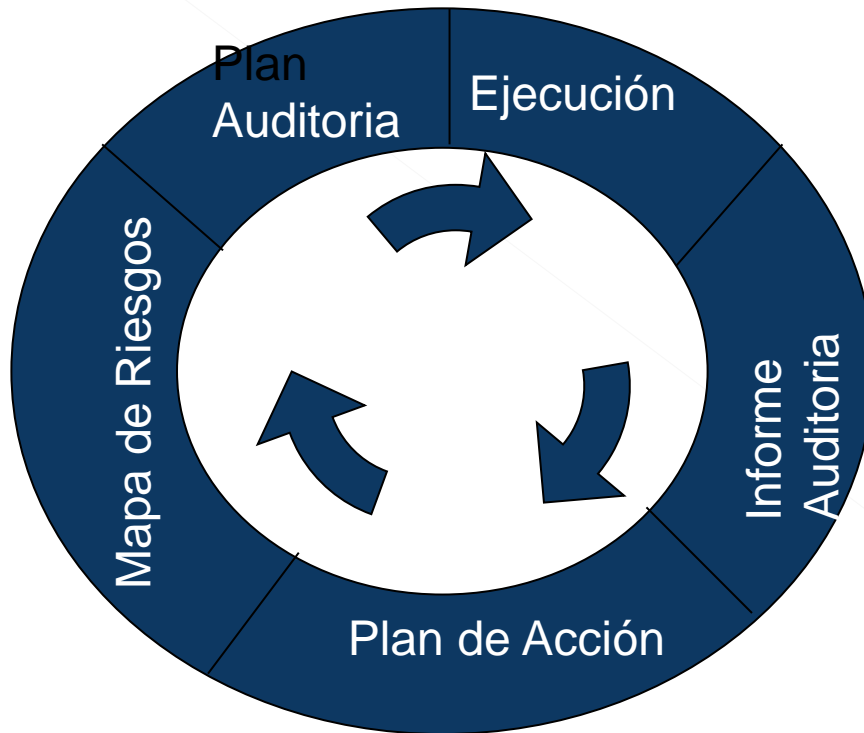 Plan
Auditoria
Ejecución
Informe
Auditoria
Plan de Acción
Mapa de Riesgos